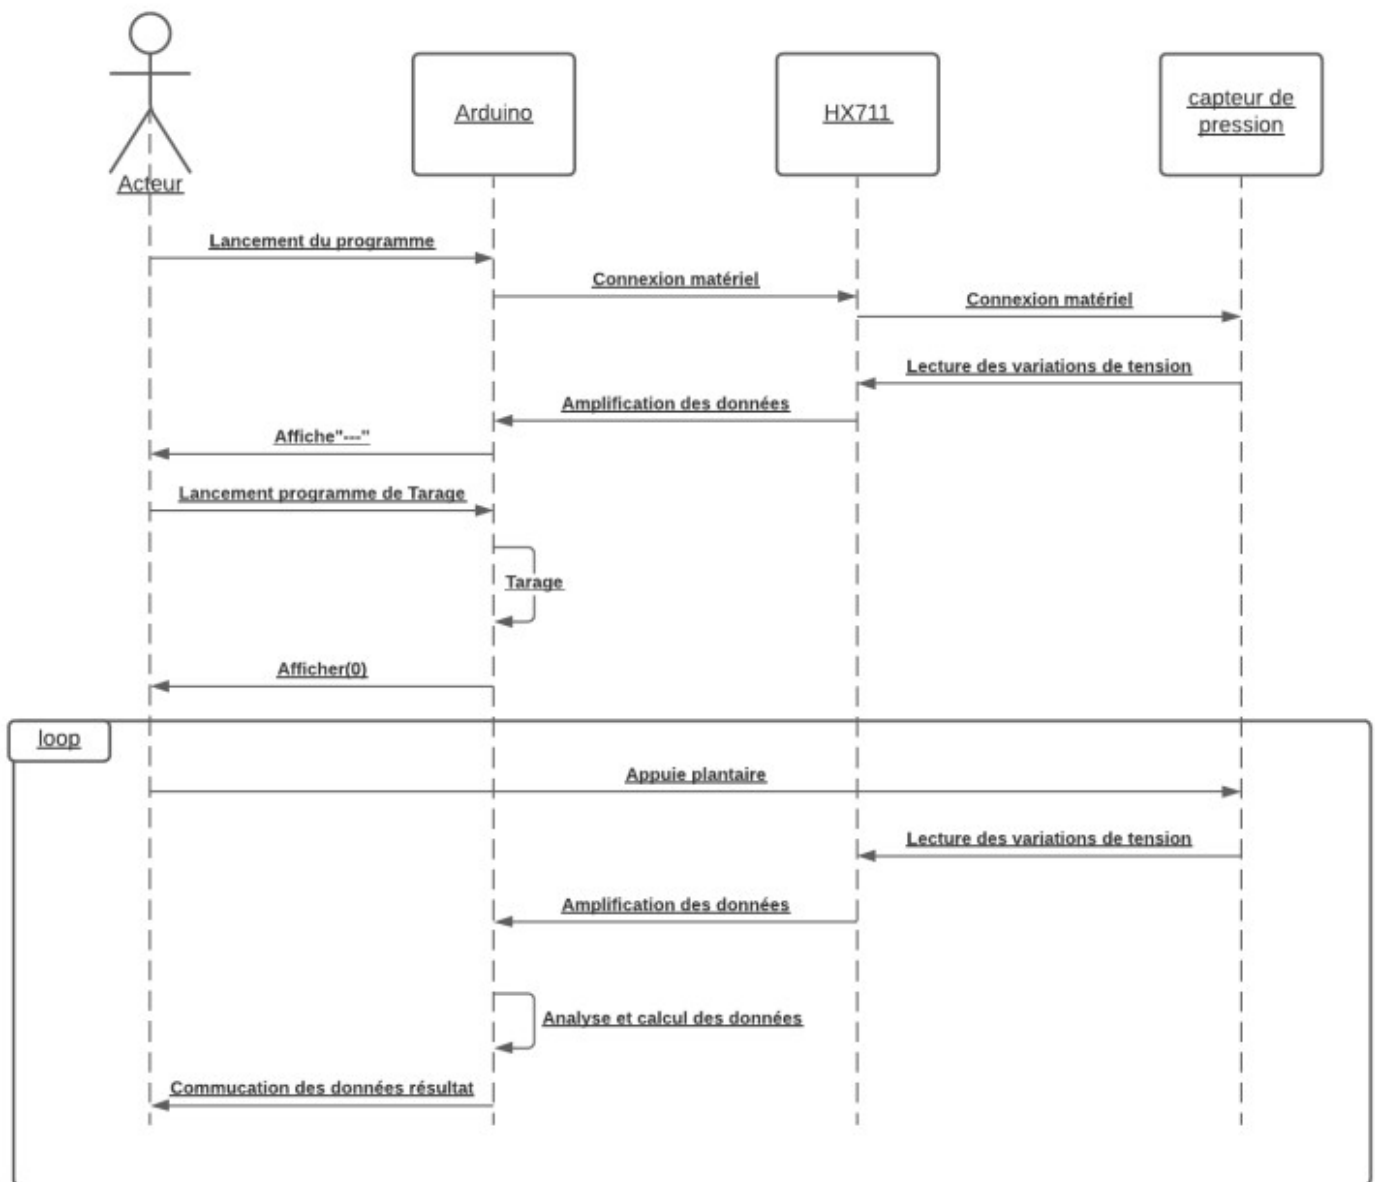 Acteur
Arduino
HX711
capteur de
pression
Lancement du programme
Connexion matériel
Connexion matériel
Lecture des variations de tension
Amplification des données
Affiche"---"
Lancement programme de Tarage
Tarage
Afficher(0)
loop
Appuie plantaire
Lecture des variations de tension
Amplification des données
Analyse et calcul des données
Commucation des données résultat